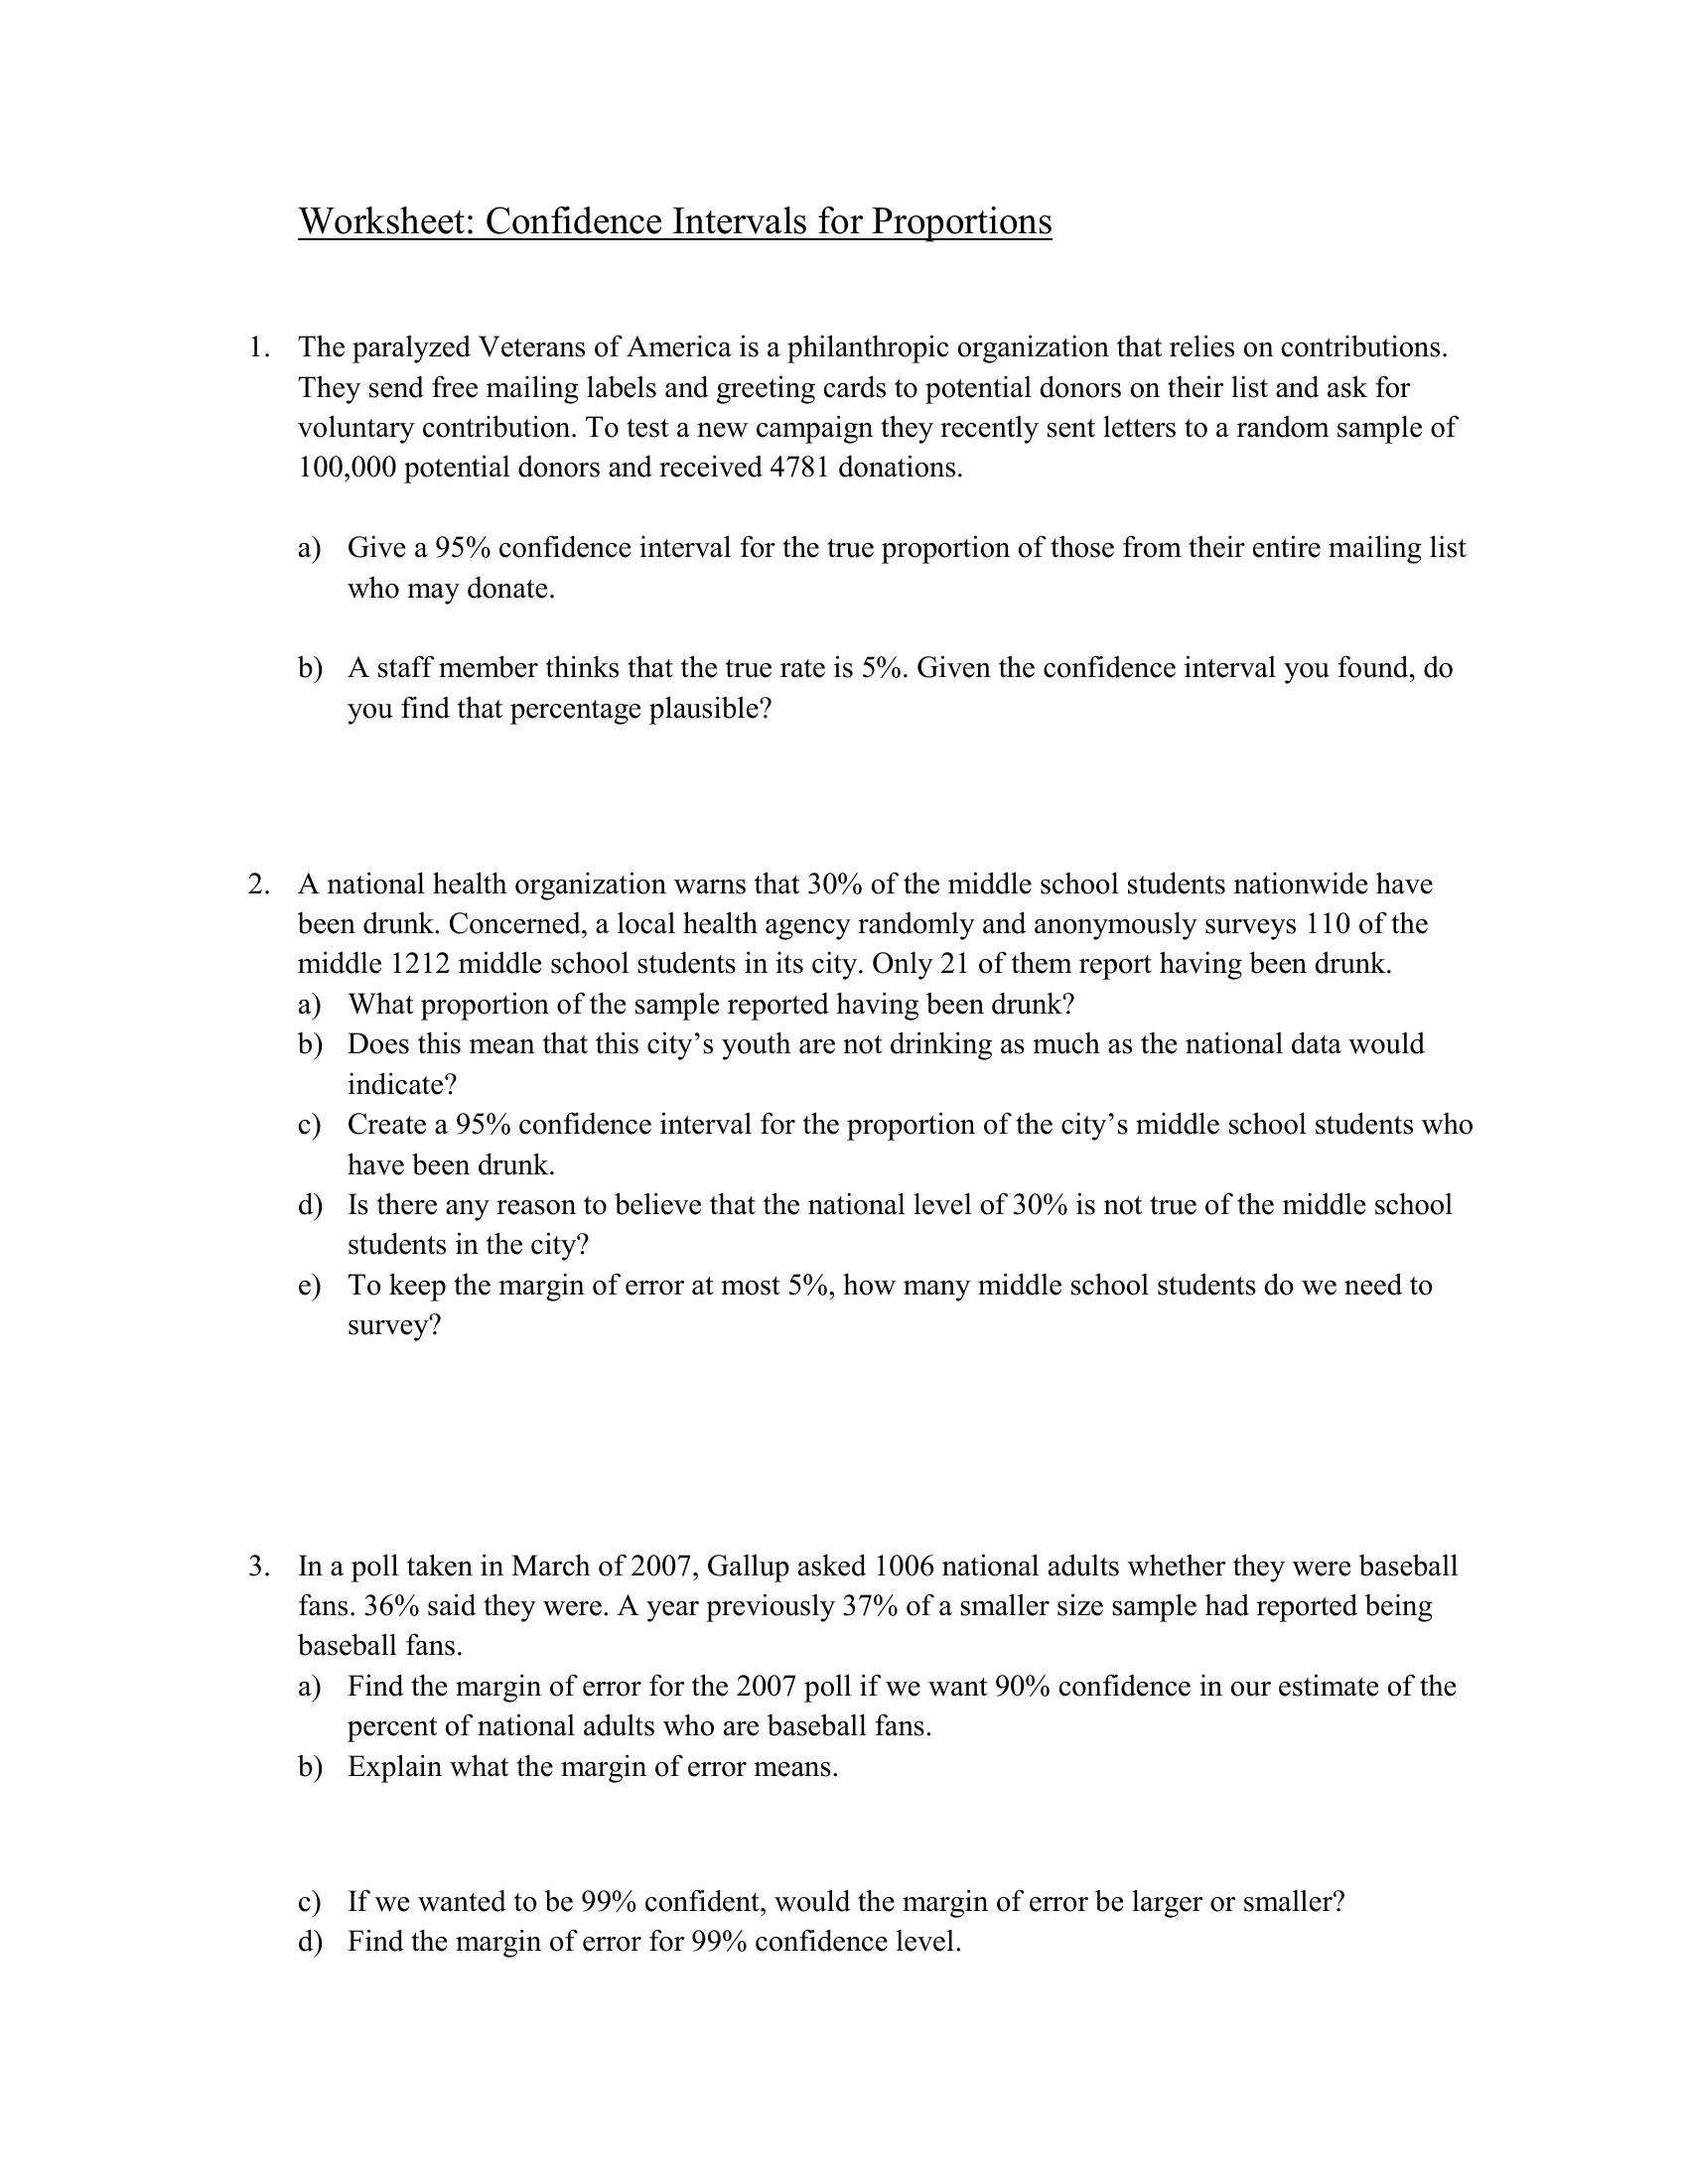 Worksheet: Confidence Intervals for Proportions
1. The paralyzed Veterans of America is a philanthropic organization that relies on contributions.
They send free mailing labels and greeting cards to potential donors on their list and ask for
voluntary contribution. To test a new campaign they recently sent letters to a random sample of
100,000 potential donors and received 4781 donations.
a) Give a 95% confidence interval for the true proportion of those from their entire mailing list
who may donate.
b) A staff member thinks that the true rate is 5%. Given the confidence interval you found, do
you find that percentage plausible?
2. A national health organization warns that 30% of the middle school students nationwide have
been drunk. Concerned, a local health agency randomly and anonymously surveys 110 of the
middle 1212 middle school students in its city. Only 21 of them report having been drunk.
a) What proportion of the sample reported having been drunk?
b) Does this mean that this city’s youth are not drinking as much as the national data would
indicate?
c) Create a 95% confidence interval for the proportion of the city’s middle school students who
have been drunk.
d) Is there any reason to believe that the national level of 30% is not true of the middle school
students in the city?
e) To keep the margin of error at most 5%, how many middle school students do we need to
survey?
3. In a poll taken in March of 2007, Gallup asked 1006 national adults whether they were baseball
fans. 36% said they were. A year previously 37% of a smaller size sample had reported being
baseball fans.
a) Find the margin of error for the 2007 poll if we want 90% confidence in our estimate of the
percent of national adults who are baseball fans.
b) Explain what the margin of error means.
c) If we wanted to be 99% confident, would the margin of error be larger or smaller?
d) Find the margin of error for 99% confidence level.